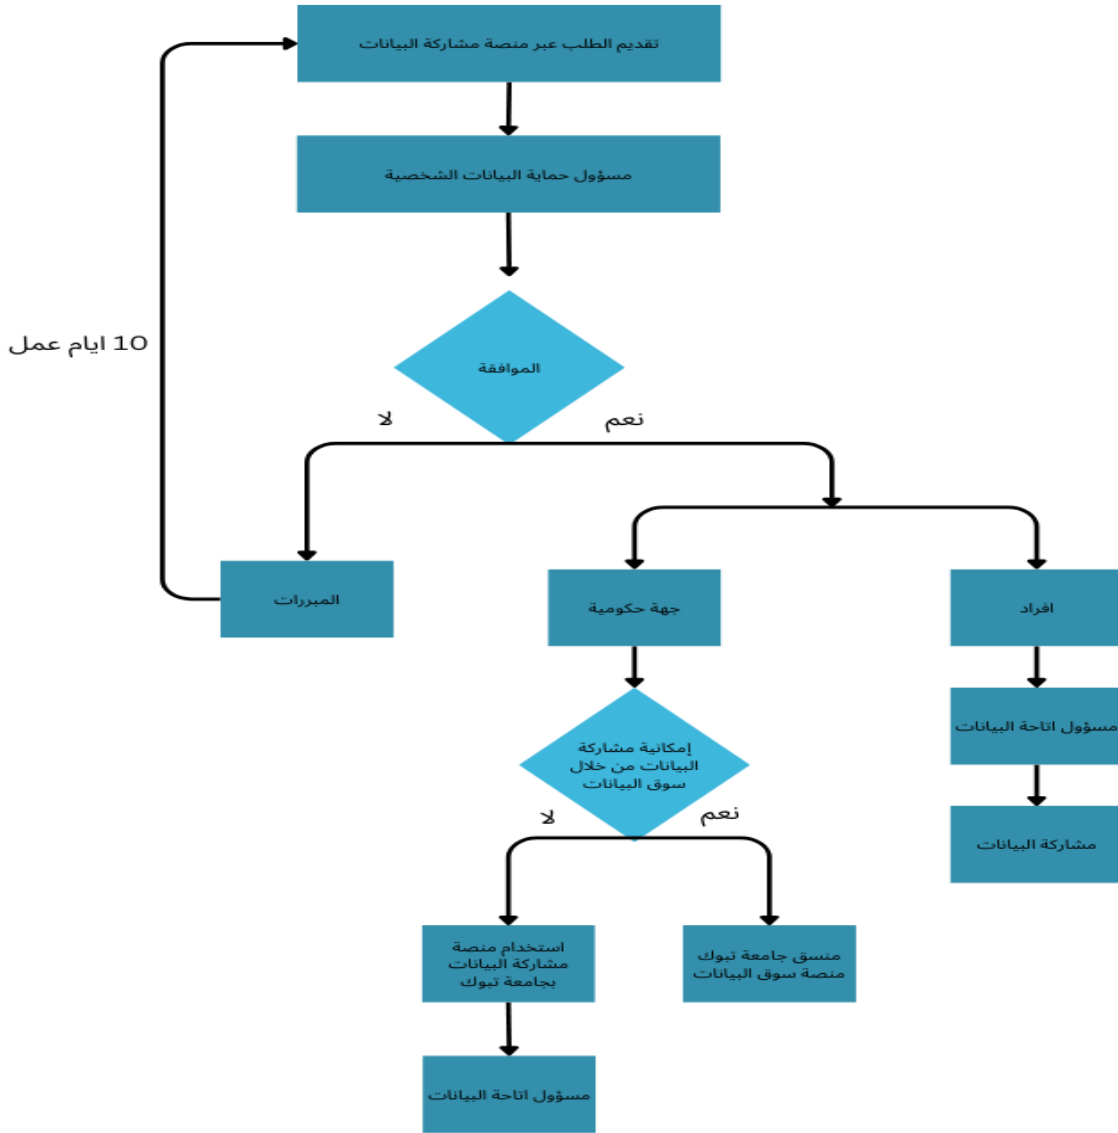 تقديم الطلب عبر منصة مشاركة البيانات
مسؤول حماية البيانات الشخصية
الموافقة
10 ايام عمل
نعم
لا
افراد
جهة حكومية
المبررات
مسؤول اتاحة البيانات
إمكانية مشاركة
البيانات من خلال
سوق البيانات
مشاركة البيانات
نعم
لا
منسق جامعة تبوك
منصة سوق البيانات
استخدام منصة
مشاركة البيانات
بجامعة تبوك
مسؤول اتاحة البيانات